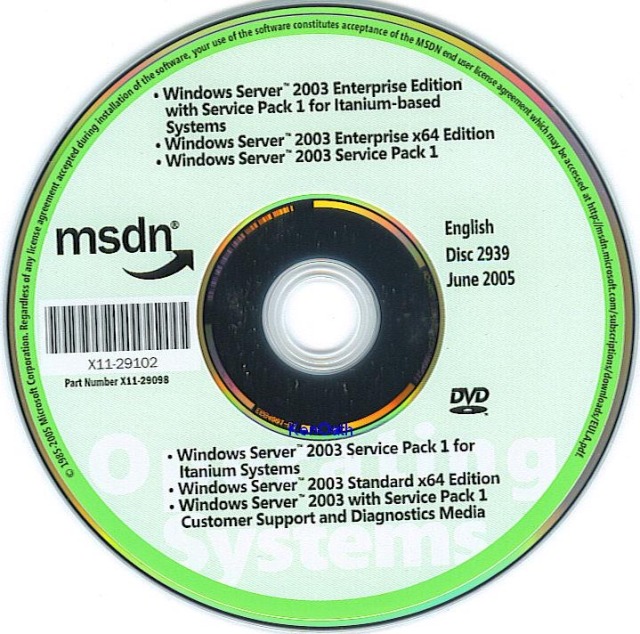 © 1985-2005 Microsoft Corporation. Regardless of any license agreement accepted during installation of the software, your use of the software constitutes acceptance of the MSDN end user license agreement which may be accessed at http://msdn.microsoft.com/subscriptions/downloads/EULA.pdf.
• Windows Server™ 2003 Enterprise Edition
with Service Pack 1 for Itanium-based
Systems
• Windows Server™ 2003 Enterprise x64 Edition
• Windows Server™ 2003 Service Pack 1
msdn®
English
Disc 2939
June 2005
X11-29102
Part Number X11-29098
DVD
• Windows Server™ 2003 Service Pack 1 for
Itanium Systems
• Windows Server™ 2003 Standard x64 Edition
• Windows Server™ 2003 with Service Pack 1
Customer Support and Diagnostics Media
Operating
Systems